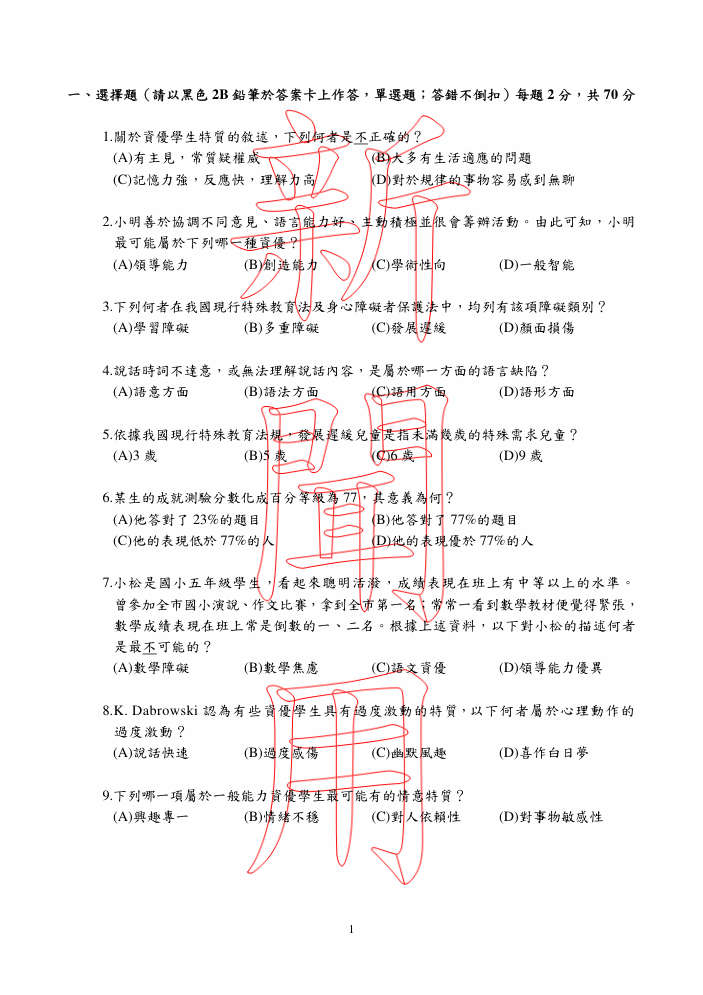 一、選擇題（請以黑色 2B 鉛筆於答案卡上作答，單選題；答錯不倒扣）每題 2 分，共 70 分
1.關於資優學生特質的敘述，下列何者是不正確的？
(A)有主見，常質疑權威 (B)大多有生活適應的問題
(C)記憶力強，反應快，理解力高 (D)對於規律的事物容易感到無聊
2.小明善於協調不同意見、語言能力好、主動積極並很會籌辦活動。由此可知，小明
最可能屬於下列哪一種資優？
(A)領導能力 (B)創造能力 (C)學術性向 (D)一般智能
3.下列何者在我國現行特殊教育法及身心障礙者保護法中，均列有該項障礙類別？
(A)學習障礙 (B)多重障礙 (C)發展遲緩 (D)顏面損傷
4.說話時詞不達意，或無法理解說話內容，是屬於哪一方面的語言缺陷？
(A)語意方面 (B)語法方面 (C)語用方面 (D)語形方面
5.依據我國現行特殊教育法規，發展遲緩兒童是指未滿幾歲的特殊需求兒童？
(A)3 歲 (B)5 歲 (C)6 歲 (D)9 歲
6.某生的成就測驗分數化成百分等級為 77，其意義為何？
(A)他答對了 23%的題目 (B)他答對了 77%的題目
(C)他的表現低於 77%的人 (D)他的表現優於 77%的人
7.小松是國小五年級學生，看起來聰明活潑，成績表現在班上有中等以上的水準。
曾參加全市國小演說、作文比賽，拿到全市第一名；常常一看到數學教材便覺得緊張，
數學成績表現在班上常是倒數的一、二名。根據上述資料，以下對小松的描述何者
是最不可能的？
(A)數學障礙 (B)數學焦慮 (C)語文資優 (D)領導能力優異
8.K. Dabrowski 認為有些資優學生具有過度激動的特質，以下何者屬於心理動作的
過度激動？
(A)說話快速 (B)過度感傷 (C)幽默風趣 (D)喜作白日夢
9.下列哪一項屬於一般能力資優學生最可能有的情意特質？
(A)興趣專一 (B)情緒不穩 (C)對人依賴性 (D)對事物敏感性
新聞用
1